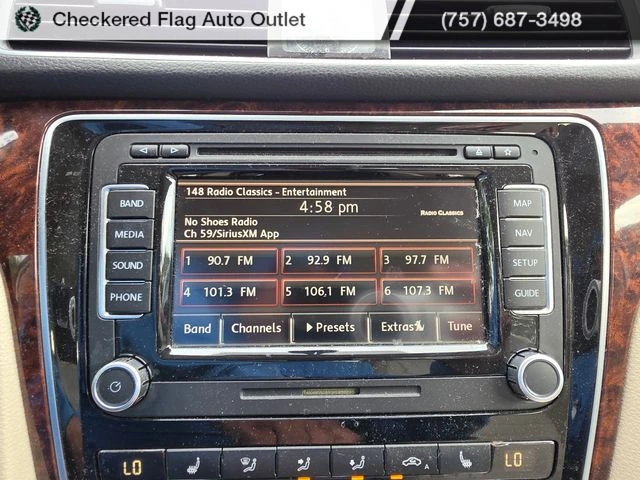 Checkered Flag Auto Outlet (757) 687-3498
148 Radio Classics - Entertainment
4:58 pm
RADIO CLASSICS
No Shoes Radio
Ch 59/SiriusXM App
1 90.7 FM 2 92.9 FM 3 97.7 FM
4 101.3 FM 5 106.1 FM 6 107.3 FM
Band Channels Presets Extras Tune
BAND
MEDIA
SOUND
PHONE
MAP
NAV
SETUP
GUIDE
LO LO
A